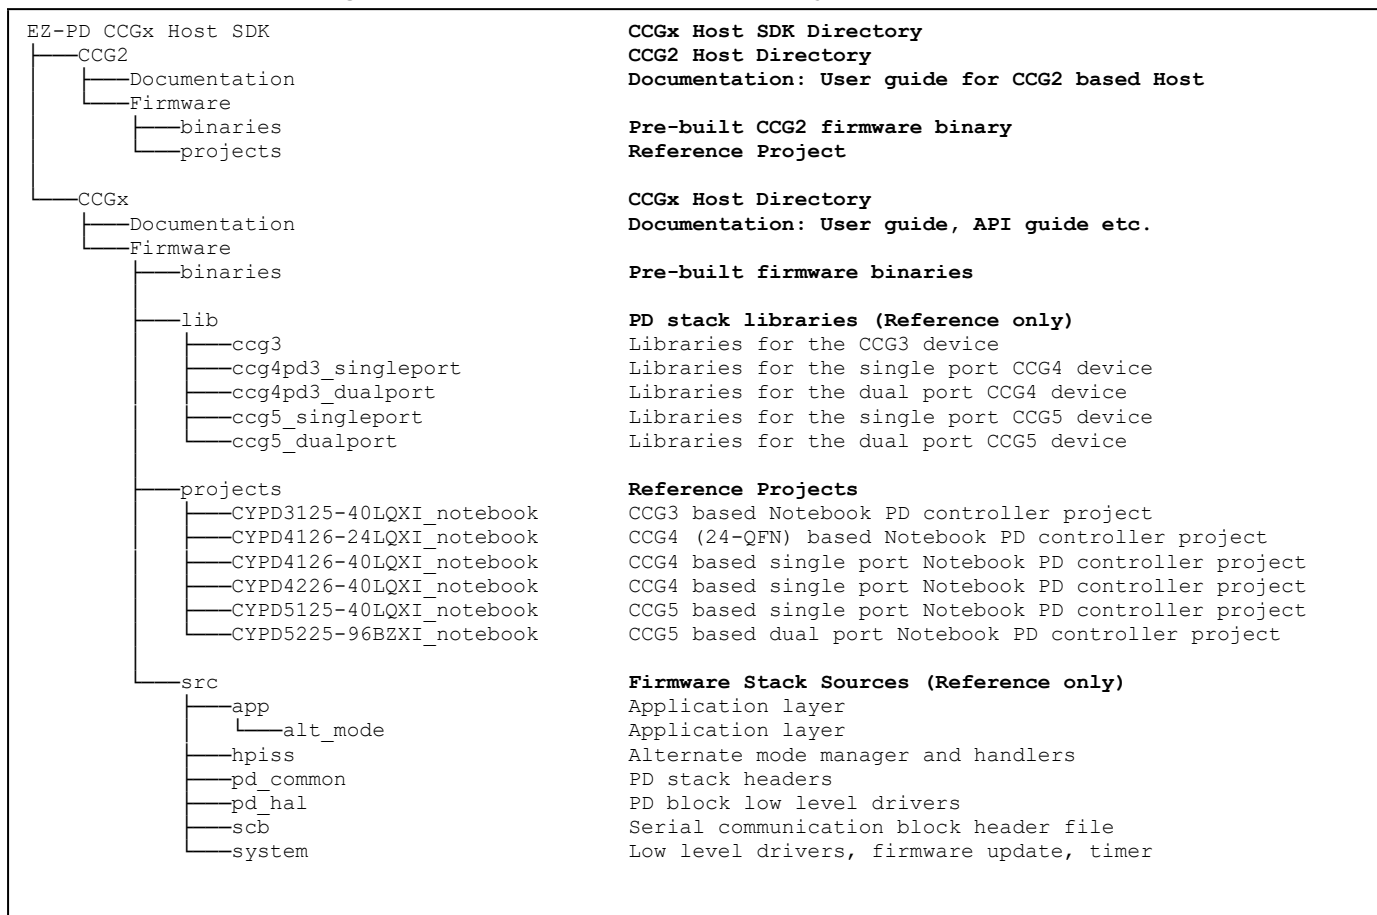 EZ-PD CCGx Host SDK CCGx Host SDK Directory
├───CCG2 CCG2 Host Directory
│ ├───Documentation Documentation: User guide for CCG2 based Host
│ └───Firmware
│ ├───binaries Pre-built CCG2 firmware binary
│ └───projects Reference Project
└───CCGx CCGx Host Directory
├───Documentation Documentation: User guide, API guide etc.
└───Firmware
├───binaries Pre-built firmware binaries
├───lib PD stack libraries (Reference only)
│ ├───ccg3 Libraries for the CCG3 device
│ ├───ccg4pd3_singleport Libraries for the single port CCG4 device
│ ├───ccg4pd3_dualport Libraries for the dual port CCG4 device
│ ├───ccg5_singleport Libraries for the single port CCG5 device
│ └───ccg5_dualport Libraries for the dual port CCG5 device
├───projects Reference Projects
│ ├───CYPD3125-40LQXI_notebook CCG3 based Notebook PD controller project
│ ├───CYPD4126-24LQXI_notebook CCG4 (24-QFN) based Notebook PD controller project
│ ├───CYPD4126-40LQXI_notebook CCG4 based single port Notebook PD controller project
│ ├───CYPD4226-40LQXI_notebook CCG4 based single port Notebook PD controller project
│ ├───CYPD5125-40LQXI_notebook CCG5 based single port Notebook PD controller project
│ └───CYPD5225-96BZXI_notebook CCG5 based dual port Notebook PD controller project
└───src Firmware Stack Sources (Reference only)
├───app Application layer
│ └───alt_mode Application layer
├───hpiss Alternate mode manager and handlers
├───pd_common PD stack headers
├───pd_hal PD block low level drivers
├───scb Serial communication block header file
└───system Low level drivers, firmware update, timer